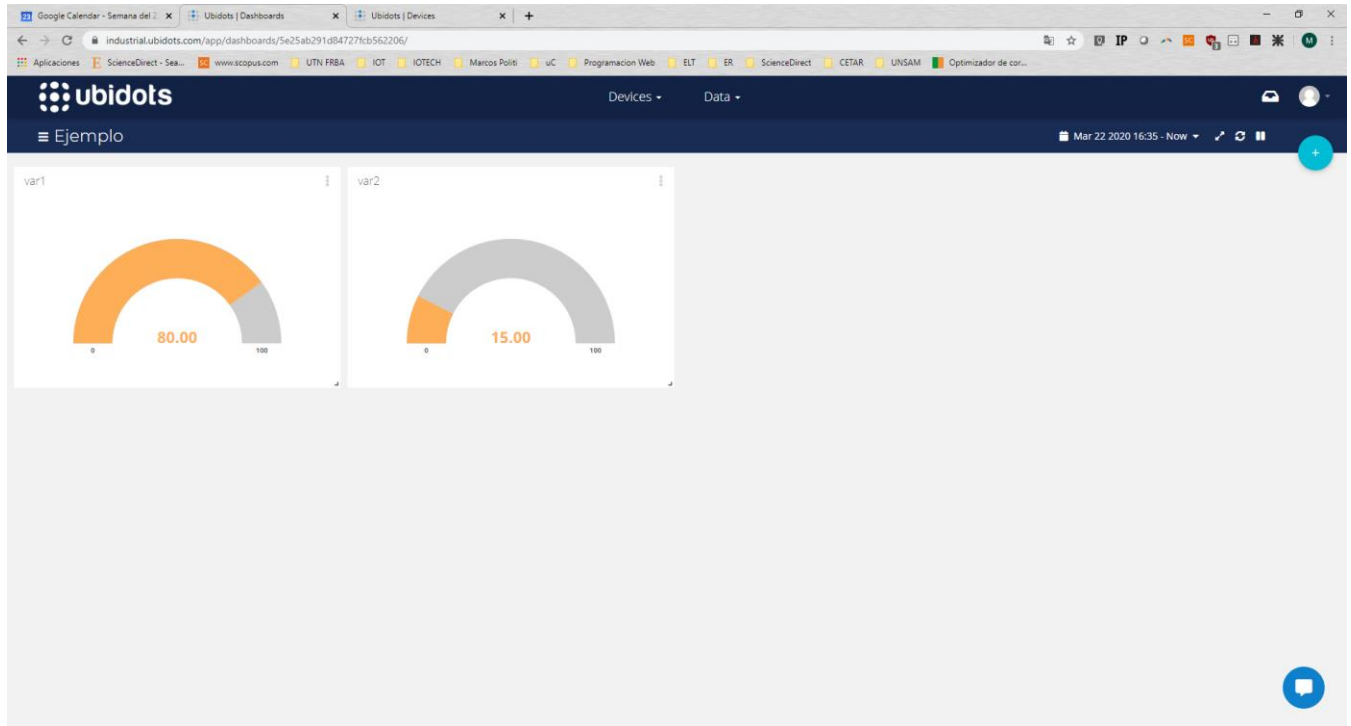 Google Calendar - Semana del 2
Ubidots | Dashboards
Ubidots | Devices
industrial.ubidots.com/app/dashboards/5e25ab291d84727fcb562206/
IP
SC
M
Aplicaciones
E ScienceDirect - Sea...
SC www.scopus.com
UTN FRBA
IOT
IOTECH
Marcos Politi
uC
Programacion Web
ELT
ER
ScienceDirect
CETAR
UNSAM
Optimizador de cor...
ubidots
Devices
Data
Ejemplo
Mar 22 2020 16:35 - Now
+
var1
80.00
0
100
var2
15.00
0
100